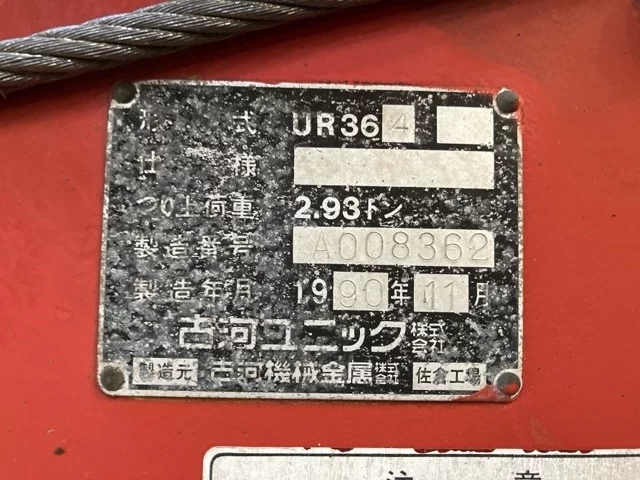 形式 UR364
仕様
つり上荷重 2.93トン
製造番号 A008362
製造年月 1990年11月
古河ユニック株式会社
製造元 古河機械金属株式会社 佐倉工場
注意